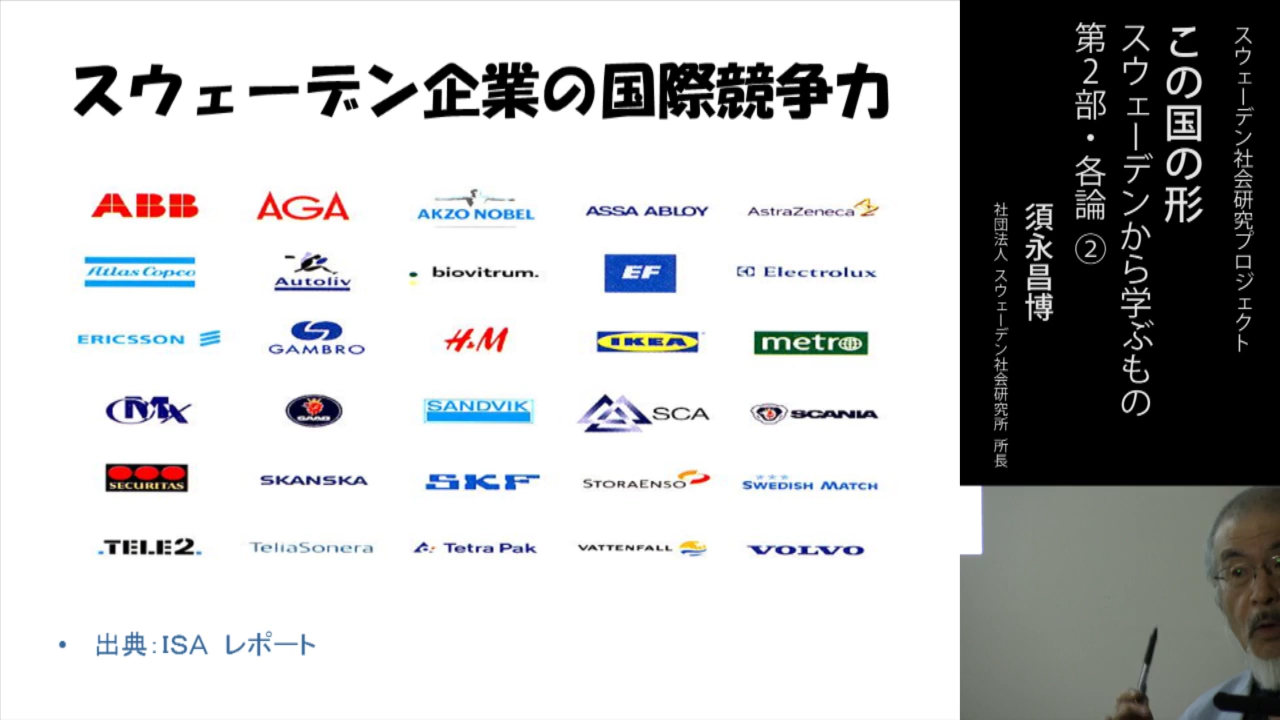 スウェーデン企業の国際競争力
ABB
AGA
AKZO NOBEL
ASSA ABLOY
AstraZeneca
Atlas Copco
Autoliv
biovitrum.
EF
Electrolux
ERICSSON
GAMBRO
H&M
IKEA
metro
OMX
SAAB
SANDVIK
SCA
SCANIA
SECURITAS
SKANSKA
SKF
STORAENSO
SWEDISH MATCH
.TELE2.
TeliaSonera
Tetra Pak
VATTENFALL
VOLVO
• 出典:ISA レポート
スウェーデン社会研究プロジェクト
この国の形
スウェーデンから学ぶもの
第2部・各論 ②
須永昌博
社団法人 スウェーデン社会研究所 所長